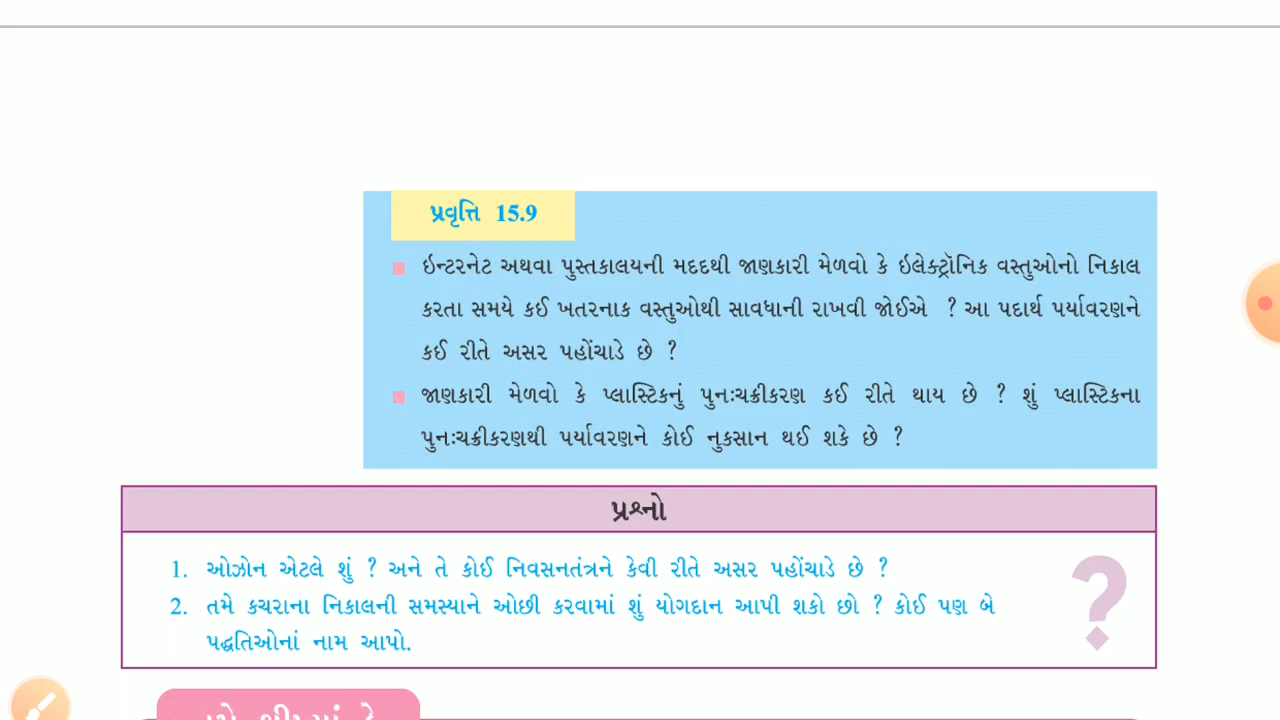 પ્રવૃત્તિ 15.9
ઇન્ટરનેટ અથવા પુસ્તકાલયની મદદથી જાણકારી મેળવો કે ઇલેક્ટ્રૉનિક વસ્તુઓનો નિકાલ
કરતા સમયે કઈ ખતરનાક વસ્તુઓથી સાવધાની રાખવી જોઈએ ? આ પદાર્થ પર્યાવરણને
કઈ રીતે અસર પહોંચાડે છે ?
જાણકારી મેળવો કે પ્લાસ્ટિકનું પુનઃચક્રીકરણ કઈ રીતે થાય છે ? શું પ્લાસ્ટિકના
પુનઃચક્રીકરણથી પર્યાવરણને કોઈ નુકસાન થઈ શકે છે ?
પ્રશ્નો
1. ઓઝોન એટલે શું ? અને તે કોઈ નિવસનતંત્રને કેવી રીતે અસર પહોંચાડે છે ?
2. તમે કચરાના નિકાલની સમસ્યાને ઓછી કરવામાં શું યોગદાન આપી શકો છો ? કોઈ પણ બે
પદ્ધતિઓનાં નામ આપો.
?